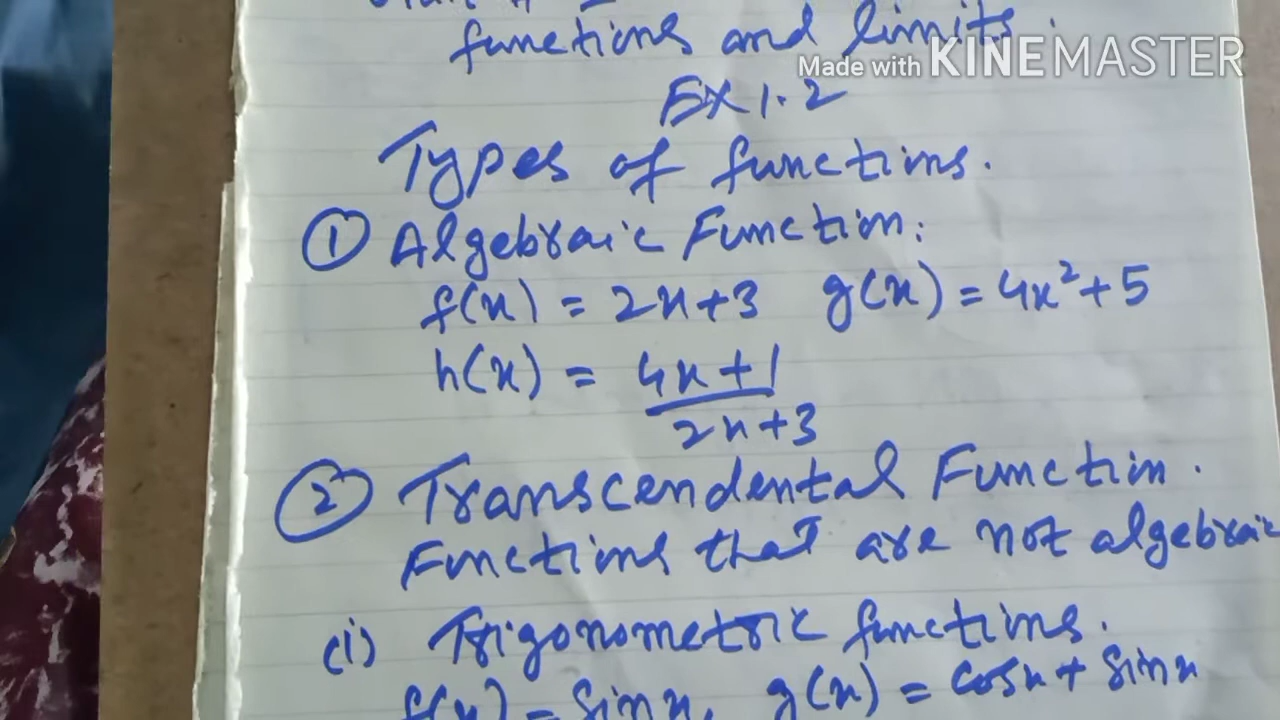 functions and limits.
Made with KINEMASTER
EX 1.2
Types of functions.
① Algebraic Function:
f(x) = 2x+3 g(x) = 4x²+5
h(x) = 4x+1
2x+3
② Transcendental Function.
Functions that are not algebraic
(i) Trigonometric functions.
f(x) = Sinx, g(x) = cosx + Sinx